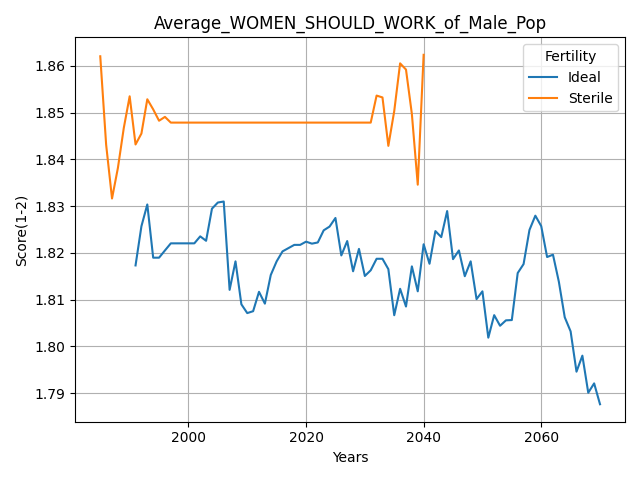 Average_WOMEN_SHOULD_WORK_of_Male_Pop
Fertility
Ideal
Sterile
Score(1-2)
1.86
1.85
1.84
1.83
1.82
1.81
1.80
1.79
2000 2020 2040 2060
Years